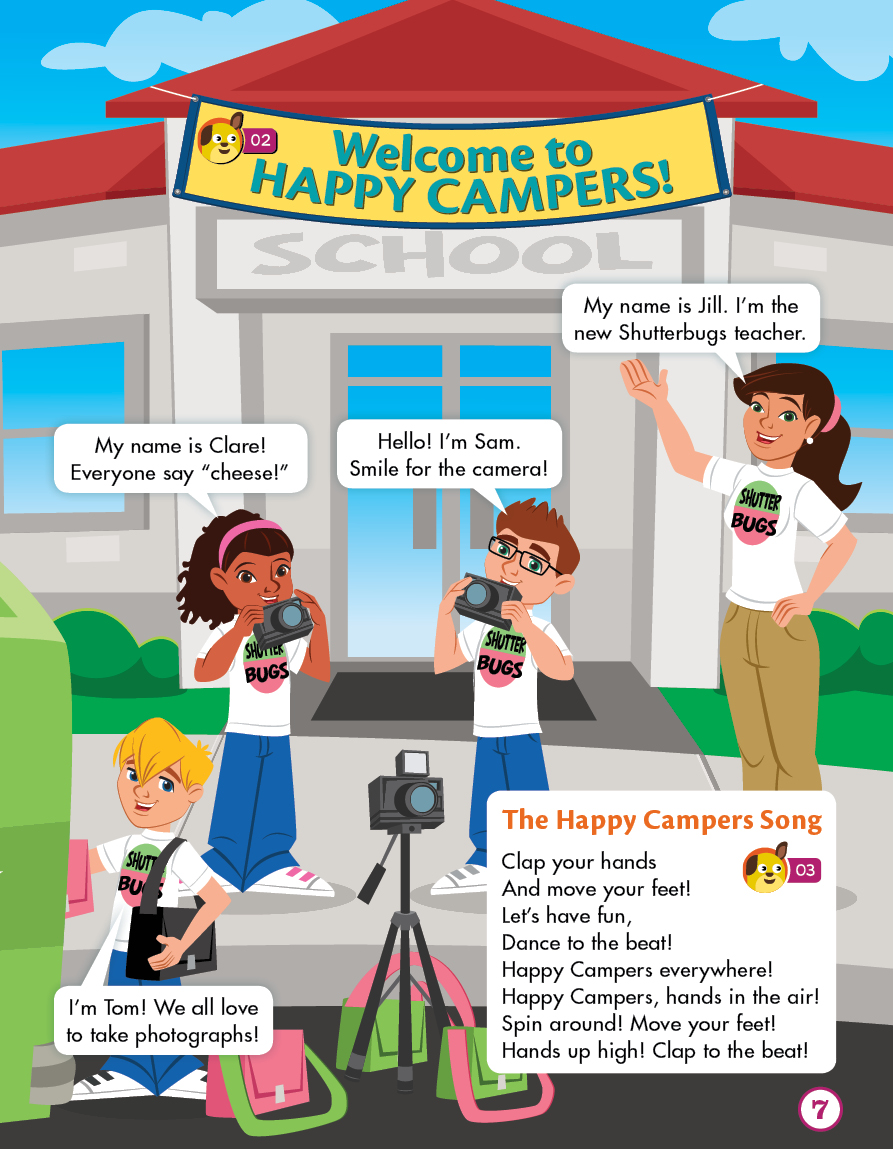 02
Welcome to
HAPPY CAMPERS!
SCHOOL
My name is Jill. I'm the
new Shutterbugs teacher.
My name is Clare!
Everyone say “cheese!”
Hello! I'm Sam.
Smile for the camera!
SHUTTER
BUGS
SHUTTER
BUGS
SHUTTER
BUGS
The Happy Campers Song
03
Clap your hands
And move your feet!
Let's have fun,
Dance to the beat!
Happy Campers everywhere!
Happy Campers, hands in the air!
Spin around! Move your feet!
Hands up high! Clap to the beat!
SHUTT
BUGS
I'm Tom! We all love
to take photographs!
7